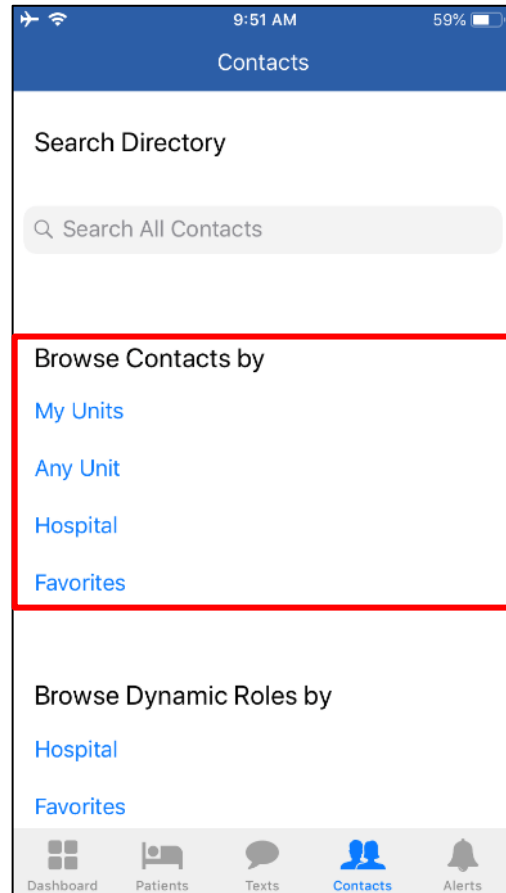 9:51 AM 59%
Contacts
Search Directory
Search All Contacts
Browse Contacts by
My Units
Any Unit
Hospital
Favorites
Browse Dynamic Roles by
Hospital
Favorites
Dashboard Patients Texts Contacts Alerts